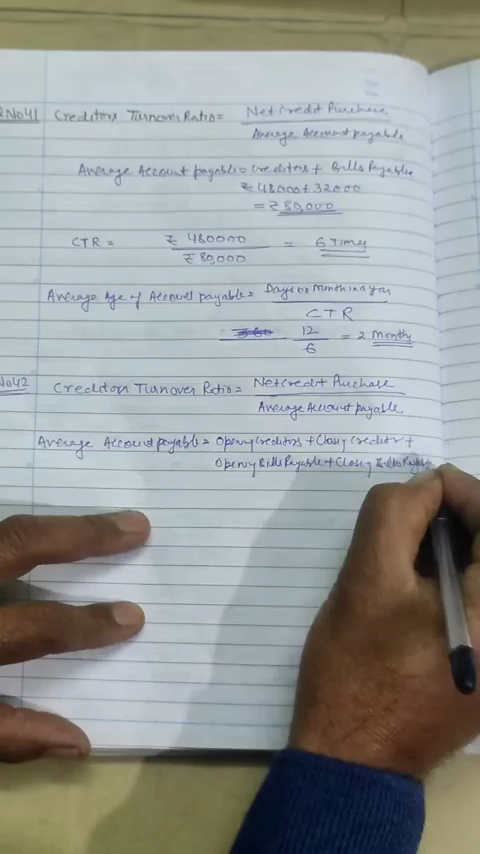 No41 Creditors Turnover Ratio = Net Credit Purchase
Average Account payable
Average Account payable = Creditors + Bills Payable
₹ 48000 + 32000
= ₹ 80,000
CTR = ₹ 480000 = 6 Times
₹ 80,000
Average Age of Account payable = Days or Month in a year
CTR
12 = 2 Months
6
No42 Creditors Turnover Ratio = Net Credit Purchase
Average Account payable
Average Account payable = Opening Creditors + Closing Creditors +
Opening Bills Payable + Closing Bills Payable